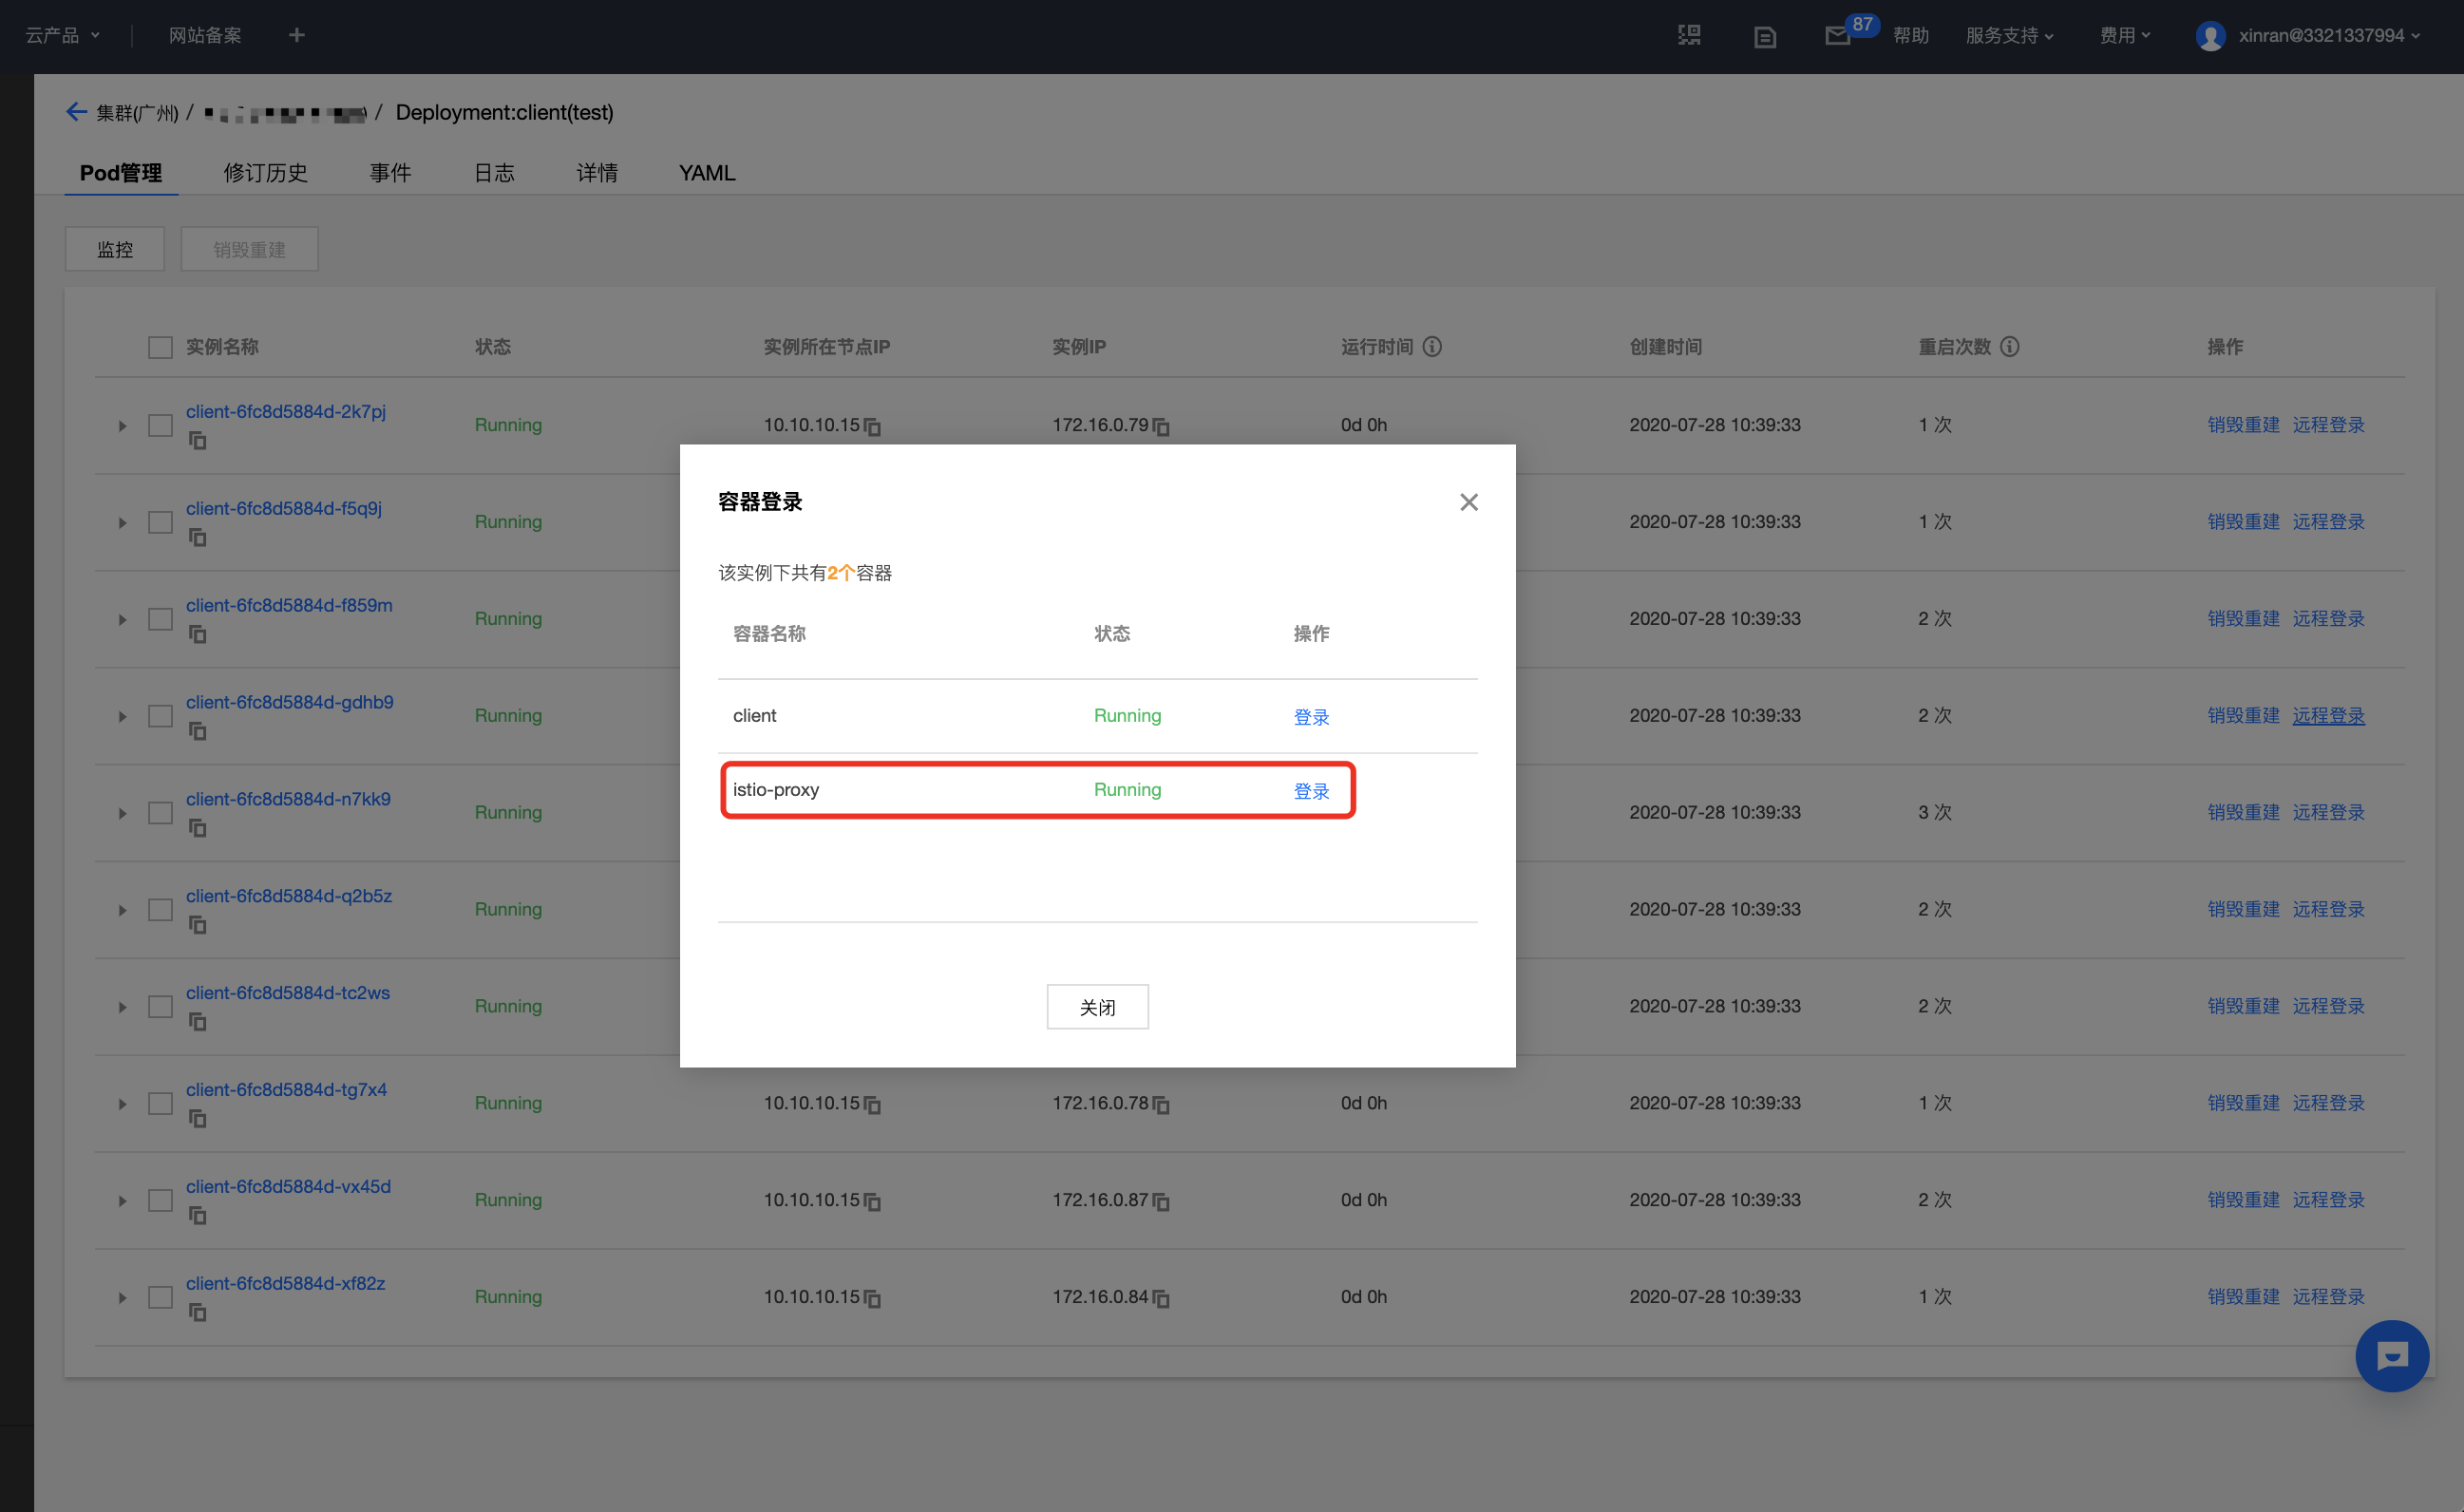 云产品 网站备案 + 87 帮助 服务支持 费用 xinran@3321337994
集群(广州) / / Deployment:client(test)
Pod管理 修订历史 事件 日志 详情 YAML
监控 销毁重建
实例名称 状态 实例所在节点IP 实例IP 运行时间 创建时间 重启次数 操作
client-6fc8d5884d-2k7pj Running 10.10.10.15 172.16.0.79 0d 0h 2020-07-28 10:39:33 1 次 销毁重建 远程登录
client-6fc8d5884d-f5q9j Running 2020-07-28 10:39:33 1 次 销毁重建 远程登录
client-6fc8d5884d-f859m Running 2020-07-28 10:39:33 2 次 销毁重建 远程登录
client-6fc8d5884d-gdhb9 Running 2020-07-28 10:39:33 2 次 销毁重建 远程登录
client-6fc8d5884d-n7kk9 Running 2020-07-28 10:39:33 3 次 销毁重建 远程登录
client-6fc8d5884d-q2b5z Running 2020-07-28 10:39:33 2 次 销毁重建 远程登录
client-6fc8d5884d-tc2ws Running 2020-07-28 10:39:33 2 次 销毁重建 远程登录
client-6fc8d5884d-tg7x4 Running 10.10.10.15 172.16.0.78 0d 0h 2020-07-28 10:39:33 1 次 销毁重建 远程登录
client-6fc8d5884d-vx45d Running 10.10.10.15 172.16.0.87 0d 0h 2020-07-28 10:39:33 2 次 销毁重建 远程登录
client-6fc8d5884d-xf82z Running 10.10.10.15 172.16.0.84 0d 0h 2020-07-28 10:39:33 1 次 销毁重建 远程登录
容器登录
该实例下共有2个容器
容器名称 状态 操作
client Running 登录
istio-proxy Running 登录
关闭